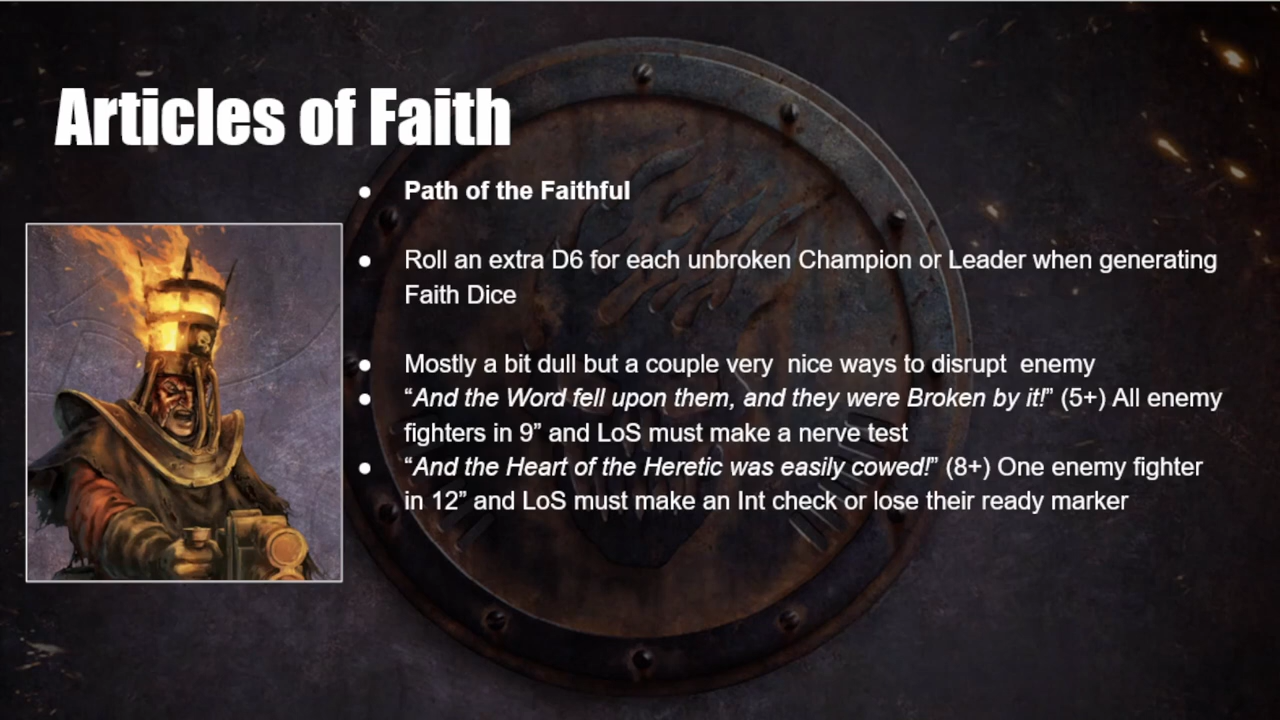 Articles of Faith
● Path of the Faithful
● Roll an extra D6 for each unbroken Champion or Leader when generating
Faith Dice
● Mostly a bit dull but a couple very  nice ways to disrupt  enemy
● “And the Word fell upon them, and they were Broken by it!” (5+) All enemy
fighters in 9” and LoS must make a nerve test
● “And the Heart of the Heretic was easily cowed!” (8+) One enemy fighter
in 12” and LoS must make an Int check or lose their ready marker